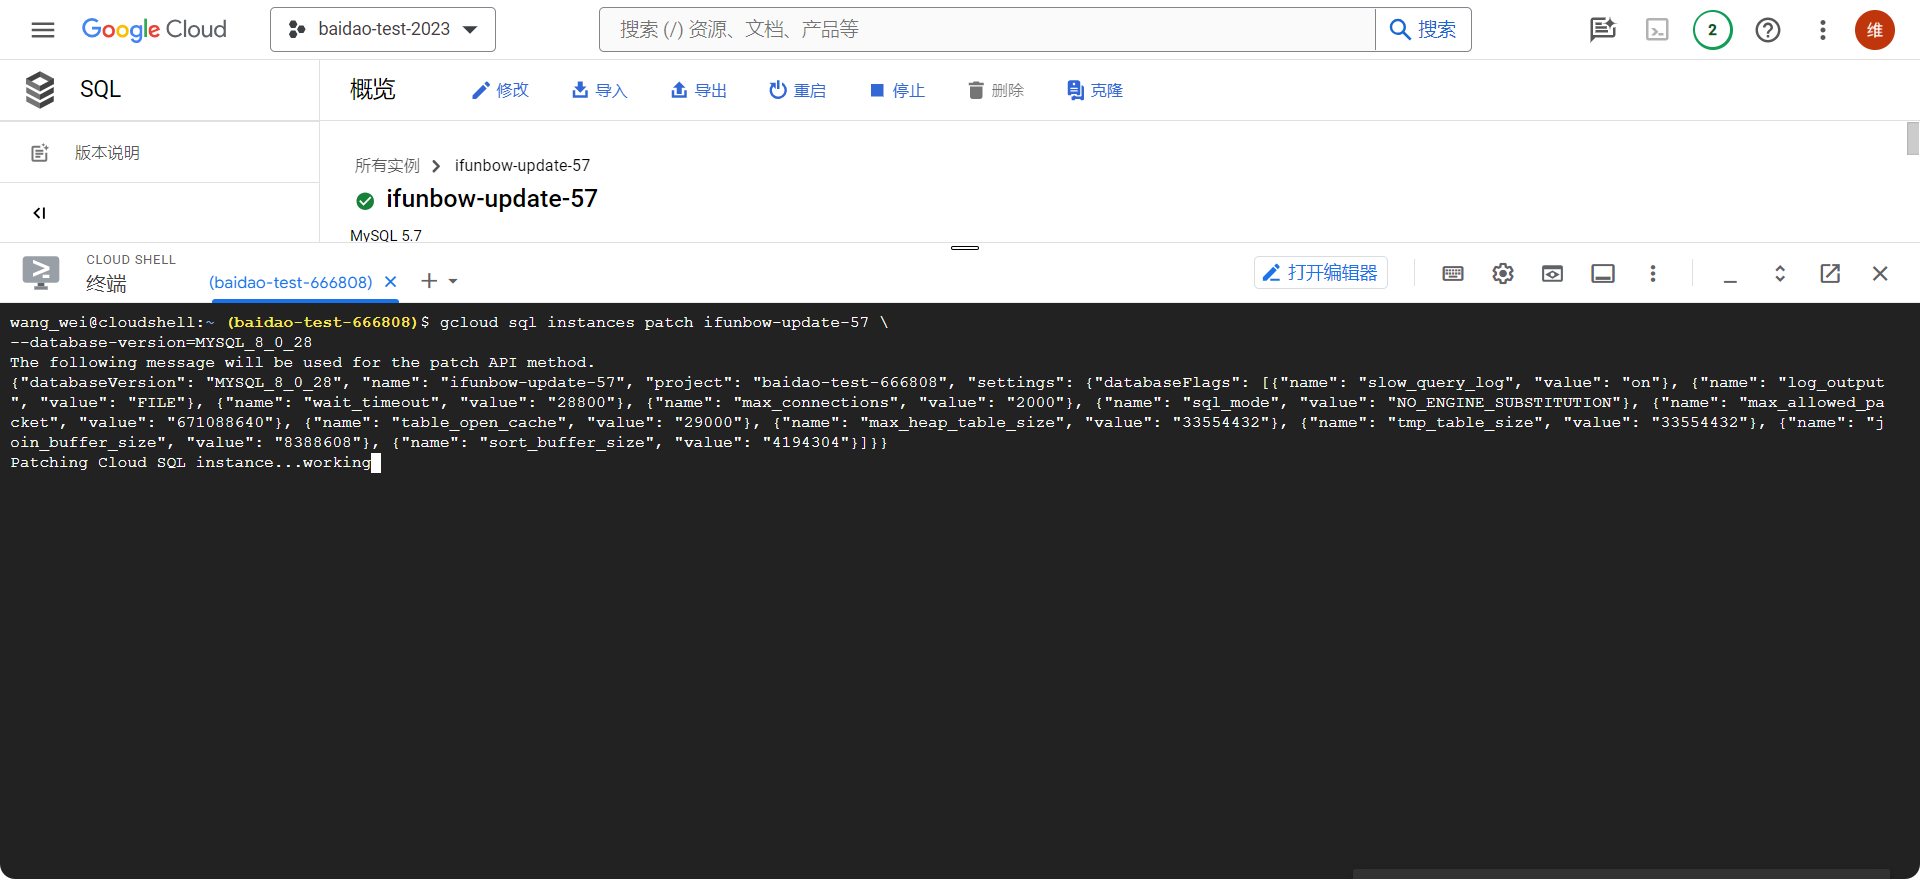 Google Cloud
baidao-test-2023
搜索 (/) 资源、文档、产品等
搜索
2
维
SQL
概览
修改
导入
导出
重启
停止
删除
克隆
版本说明
所有实例
ifunbow-update-57
ifunbow-update-57
MySQL 5.7
CLOUD SHELL
终端
(baidao-test-666808)
打开编辑器
wang_wei@cloudshell:~ (baidao-test-666808)$ gcloud sql instances patch ifunbow-update-57 \
--database-version=MYSQL_8_0_28
The following message will be used for the patch API method.
{"databaseVersion": "MYSQL_8_0_28", "name": "ifunbow-update-57", "project": "baidao-test-666808", "settings": {"databaseFlags": [{"name": "slow_query_log", "value": "on"}, {"name": "log_output
", "value": "FILE"}, {"name": "wait_timeout", "value": "28800"}, {"name": "max_connections", "value": "2000"}, {"name": "sql_mode", "value": "NO_ENGINE_SUBSTITUTION"}, {"name": "max_allowed_pa
cket", "value": "671088640"}, {"name": "table_open_cache", "value": "29000"}, {"name": "max_heap_table_size", "value": "33554432"}, {"name": "tmp_table_size", "value": "33554432"}, {"name": "j
oin_buffer_size", "value": "8388608"}, {"name": "sort_buffer_size", "value": "4194304"}]}}
Patching Cloud SQL instance...working